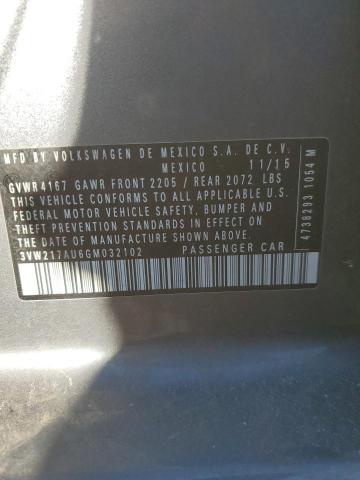 MFD BY VOLKSWAGEN DE MEXICO S.A. DE C.V.
MEXICO 11/15
GVWR 4167 GAWR FRONT 2205 / REAR 2072 LBS
THIS VEHICLE CONFORMS TO ALL APPLICABLE U.S.
FEDERAL MOTOR VEHICLE SAFETY, BUMPER AND
THEFT PREVENTION STANDARDS IN EFFECT ON
THE DATE OF MANUFACTURE SHOWN ABOVE.
3VW217AU6GM032102 PASSENGER CAR
4738293 1054 M